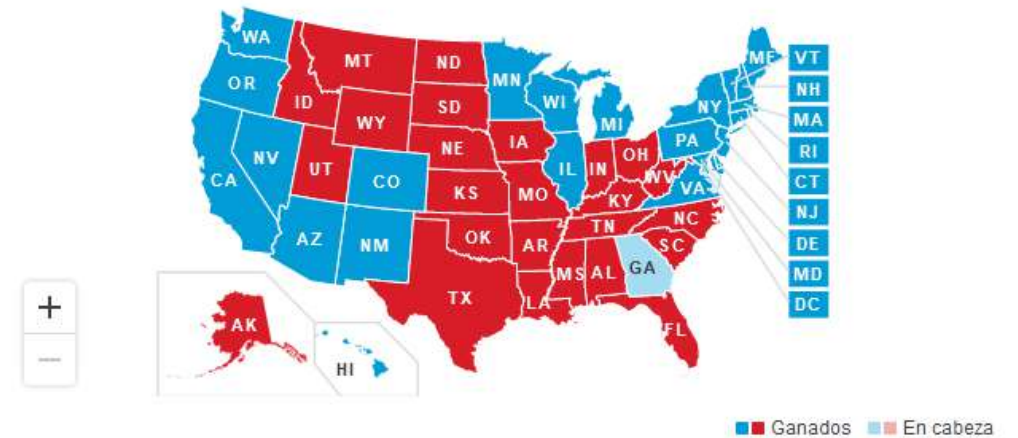 WA
ME
VT
MT
ND
MN
OR
NH
ID
SD
WI
NY
WY
MI
MA
IA
PA
NE
RI
NV
UT
IL
IN
OH
CO
WV
CT
CA
KS
MO
VA
KY
NJ
NC
TN
AZ
OK
DE
NM
AR
SC
MS
AL
GA
MD
TX
LA
DC
+
AK
FL
−
HI
Ganados
En cabeza